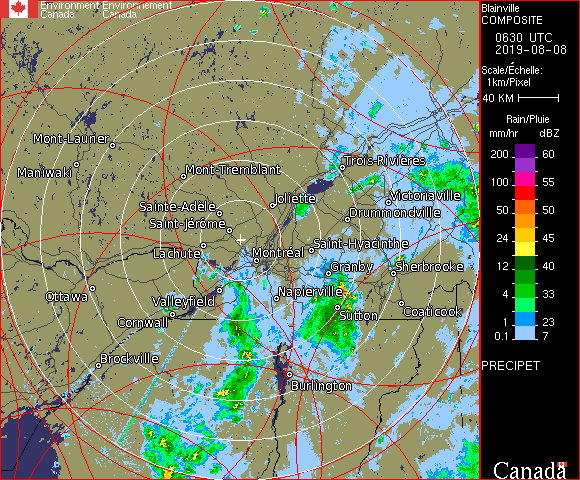 Environment Environnement
Canada Canada
Blainville
COMPOSITE
0630 UTC
2019-08-08
Scale/Échelle:
1km/Pixel
40 KM
Rain/Pluie
mm/hr dBZ
200 60
100 55
50 50
24 45
12 40
4 33
1 23
0.1 7
PRECIPET
Canada
Mont-Laurier
Maniwaki
Mont-Tremblant
Trois-Rivières
Sainte-Adèle
Joliette
Victoriaville
Saint-Jérôme
Drummondville
Lachute
Montréal
Saint-Hyacinthe
Granby
Sherbrooke
Ottawa
Valleyfield
Napierville
Cornwall
Sutton
Coaticook
Brockville
Burlington